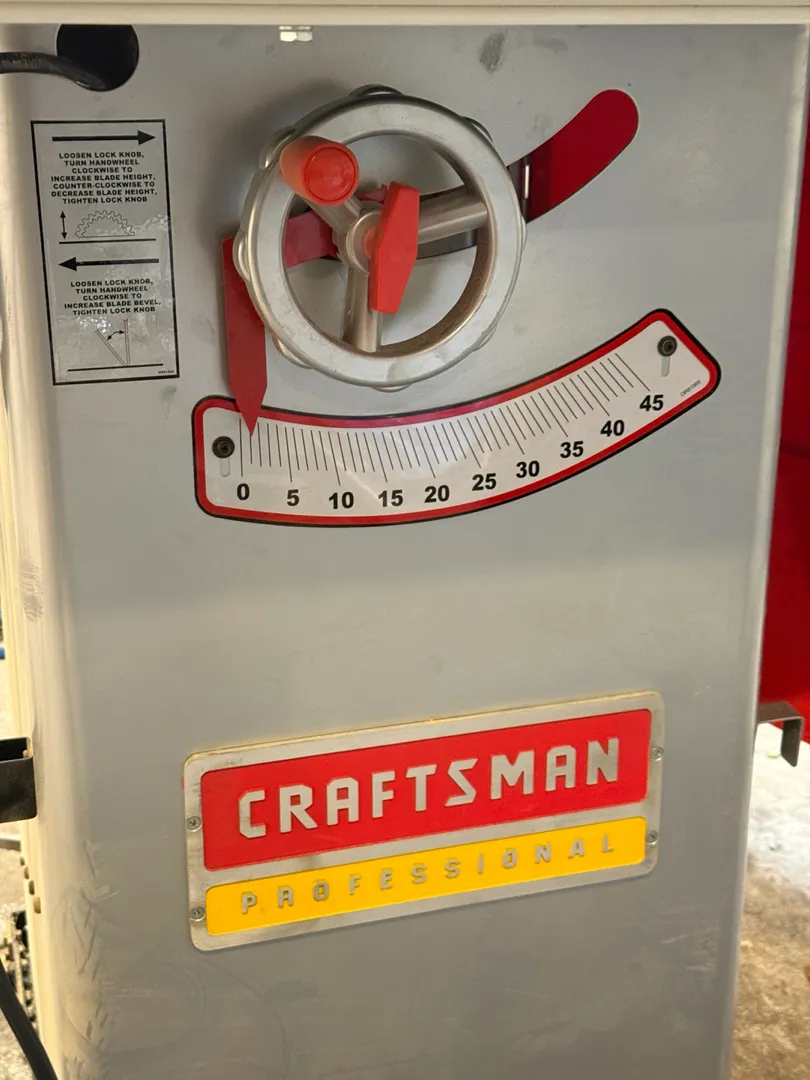 LOOSEN LOCK KNOB,
TURN HANDWHEEL
CLOCKWISE TO
INCREASE BLADE HEIGHT,
COUNTER-CLOCKWISE TO
DECREASE BLADE HEIGHT,
TIGHTEN LOCK KNOB
LOOSEN LOCK KNOB,
TURN HANDWHEEL
CLOCKWISE TO
INCREASE BLADE BEVEL,
TIGHTEN LOCK KNOB
0 5 10 15 20 25 30 35 40 45
CRAFTSMAN
PROFESSIONAL